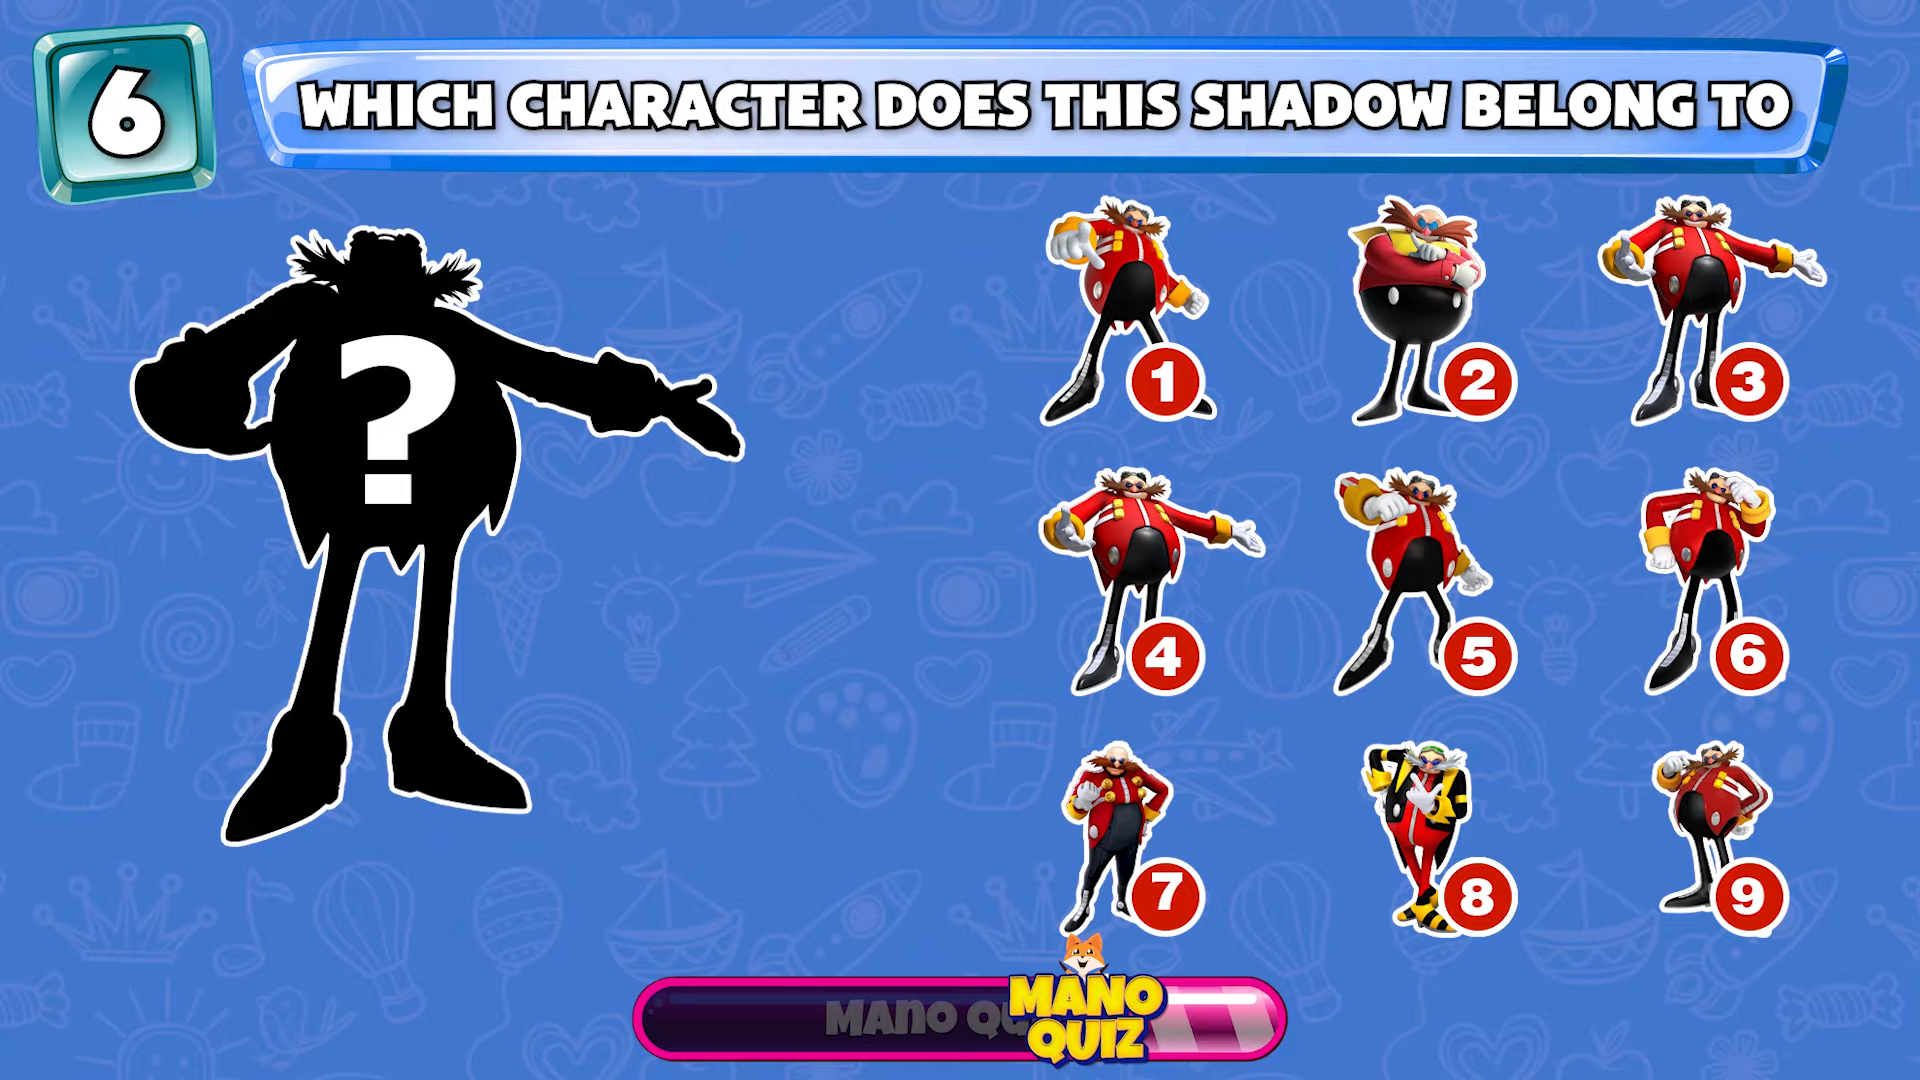 6
WHICH CHARACTER DOES THIS SHADOW BELONG TO
?
1
2
3
4
5
6
7
8
9
MANO QU
MANO
QUIZ